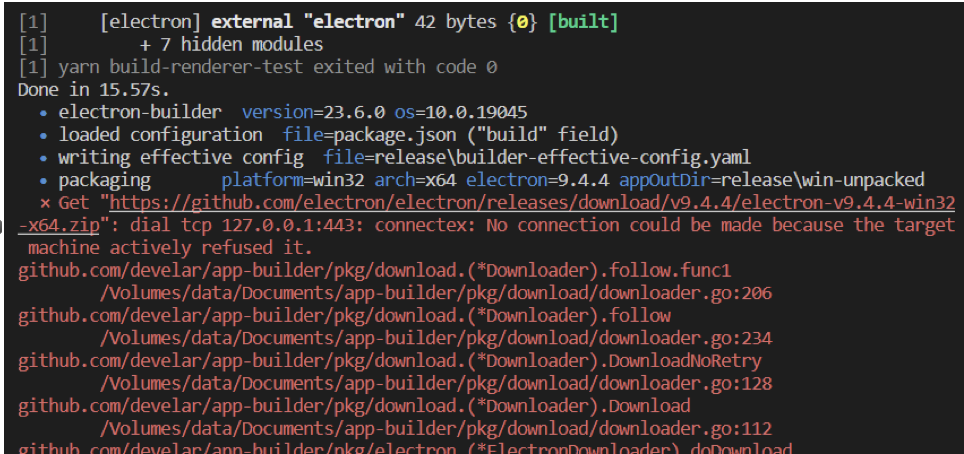 [1]     [electron] external "electron" 42 bytes {0} [built]
[1]         + 7 hidden modules
[1] yarn build-renderer-test exited with code 0
Done in 15.57s.
  • electron-builder  version=23.6.0 os=10.0.19045
  • loaded configuration  file=package.json ("build" field)
  • writing effective config  file=release\builder-effective-config.yaml
  • packaging       platform=win32 arch=x64 electron=9.4.4 appOutDir=release\win-unpacked
  ⨯ Get "https://github.com/electron/electron/releases/download/v9.4.4/electron-v9.4.4-win32
-x64.zip": dial tcp 127.0.0.1:443: connectex: No connection could be made because the target
 machine actively refused it.
github.com/develar/app-builder/pkg/download.(*Downloader).follow.func1
        /Volumes/data/Documents/app-builder/pkg/download/downloader.go:206
github.com/develar/app-builder/pkg/download.(*Downloader).follow
        /Volumes/data/Documents/app-builder/pkg/download/downloader.go:234
github.com/develar/app-builder/pkg/download.(*Downloader).DownloadNoRetry
        /Volumes/data/Documents/app-builder/pkg/download/downloader.go:128
github.com/develar/app-builder/pkg/download.(*Downloader).Download
        /Volumes/data/Documents/app-builder/pkg/download/downloader.go:112
github.com/develar/app-builder/pkg/electron.(*ElectronDownloader).doDownload